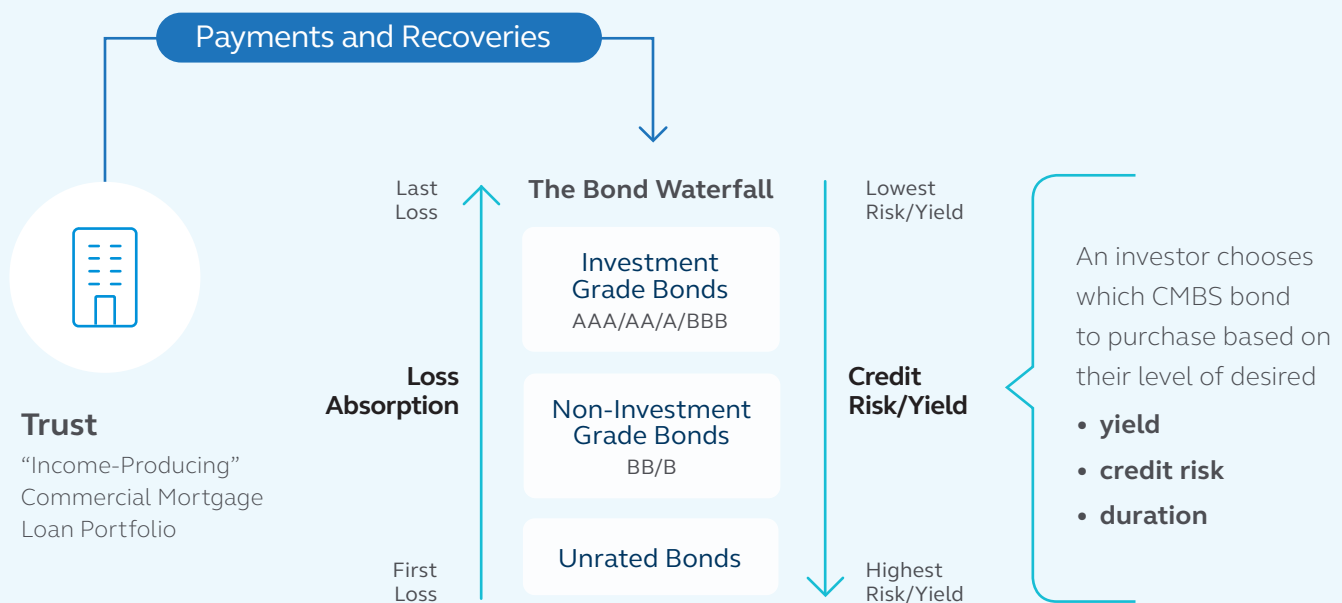 Payments and Recoveries
Trust
“Income-Producing”
Commercial Mortgage
Loan Portfolio
Last
Loss
Loss
Absorption
First
Loss
The Bond Waterfall
Investment
Grade Bonds
AAA/AA/A/BBB
Non-Investment
Grade Bonds
BB/B
Unrated Bonds
Lowest
Risk/Yield
Credit
Risk/Yield
Highest
Risk/Yield
An investor chooses
which CMBS bond
to purchase based on
their level of desired
• yield
• credit risk
• duration